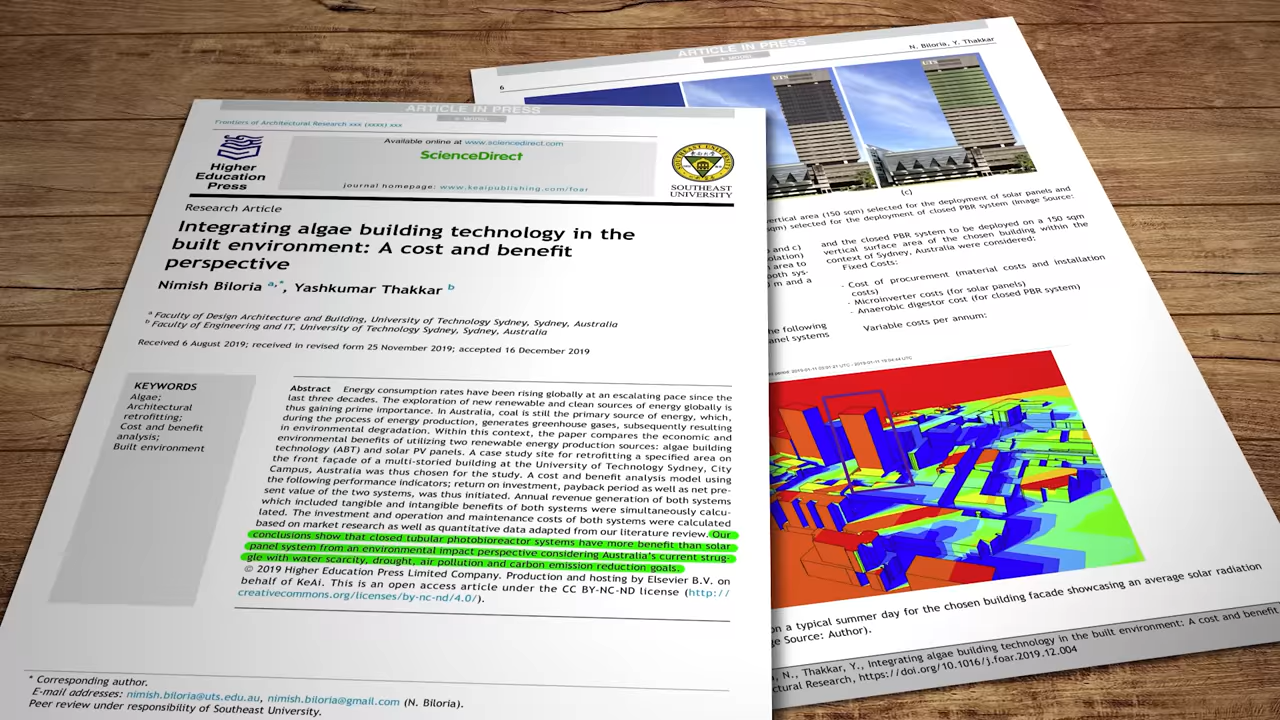 ARTICLE IN PRESS
+ MODEL
Frontiers of Architectural Research xxx (xxxx) xxx
Higher
Education
Press
Available online at www.sciencedirect.com
ScienceDirect
journal homepage: www.keaipublishing.com/foar
SOUTHEAST UNIVERSITY
SOUTHEAST
UNIVERSITY
Research Article
Integrating algae building technology in the
built environment: A cost and benefit
perspective
Nimish Biloria a,*, Yashkumar Thakkar b
a Faculty of Design Architecture and Building, University of Technology Sydney, Sydney, Australia
b Faculty of Engineering and IT, University of Technology Sydney, Sydney, Australia
Received 6 August 2019; received in revised form 25 November 2019; accepted 16 December 2019
KEYWORDS
Algae;
Architectural
retrofitting;
Cost and benefit
analysis;
Built environment
Abstract Energy consumption rates have been rising globally at an escalating pace since the
last three decades. The exploration of new renewable and clean sources of energy globally is
thus gaining prime importance. In Australia, coal is still the primary source of energy, which,
during the process of energy production, generates greenhouse gases, subsequently resulting
in environmental degradation. Within this context, the paper compares the economic and
environmental benefits of utilizing two renewable energy production sources: algae building
technology (ABT) and solar PV panels. A case study site for retrofitting a specified area on
the front façade of a multi-storied building at the University of Technology Sydney, City
Campus, Australia was thus chosen for the study. A cost and benefit analysis model using
the following performance indicators; return on investment, payback period as well as net pre-
sent value of the two systems, was thus initiated. Annual revenue generation of both systems
which included tangible and intangible benefits of both systems were simultaneously calcu-
lated. The investment and operation and maintenance costs of both systems were calculated
based on market research as well as quantitative data adapted from our literature review. Our
conclusions show that closed tubular photobioreactor systems have more benefit than solar
panel system from an environmental impact perspective considering Australia's current strug-
gle with water scarcity, drought, air pollution and carbon emission reduction goals.
© 2019 Higher Education Press Limited Company. Production and hosting by Elsevier B.V. on
behalf of KeAi. This is an open access article under the CC BY-NC-ND license (http://
creativecommons.org/licenses/by-nc-nd/4.0/).
* Corresponding author.
E-mail addresses: nimish.biloria@uts.edu.au, nimish.biloria@gmail.com (N. Biloria).
Peer review under responsibility of Southeast University.
ARTICLE IN PRESS
+ MODEL
6
N. Biloria, Y. Thakkar
UTS
UTS
(c)
vertical area (150 sqm) selected for the deployment of solar panels and
sqm) selected for the deployment of closed PBR system (Image Source:
and c)
olation)
area to
both sys-
m and a
he following
panel systems
and the closed PBR system to be deployed on a 150 sqm
vertical surface area of the chosen building within the
context of Sydney, Australia were considered:
Fixed Costs:
- Cost of procurement (material costs and installation
costs)
- Microinverter costs (for solar panels)
- Anaerobic digestor cost (for closed PBR system)
Variable costs per annum:
on a typical summer day for the chosen building facade showcasing an average solar radiation
ge Source: Author).
, N., Thakkar, Y., Integrating algae building technology in the built environment: A cost and benefit
ctural Research, https://doi.org/10.1016/j.foar.2019.12.004